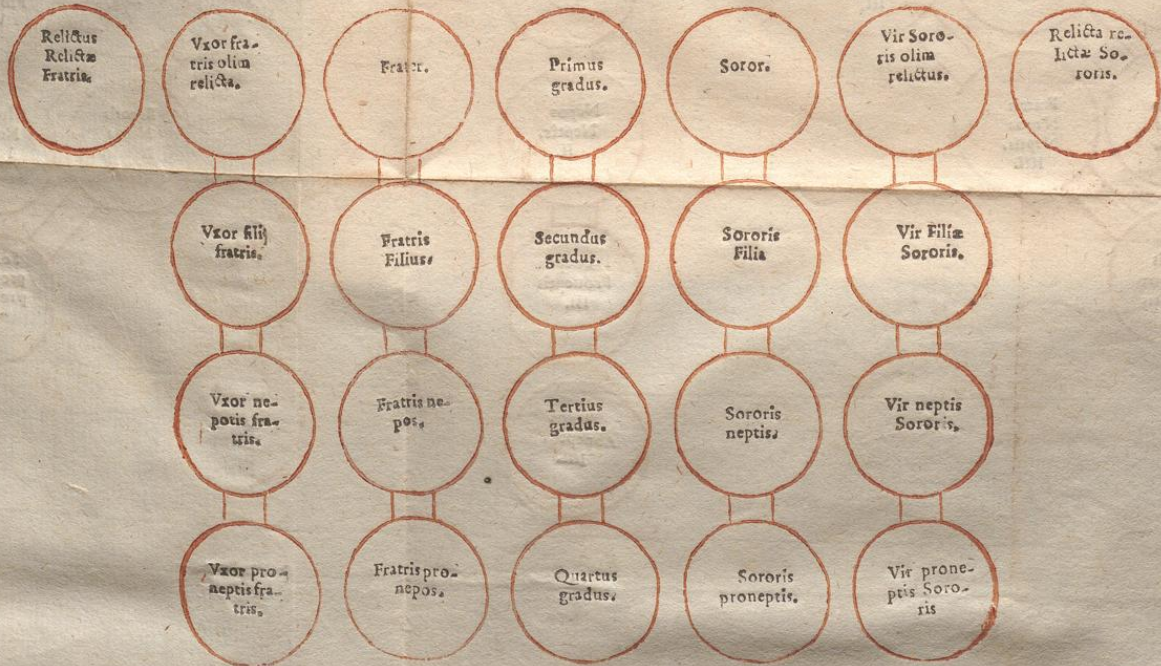 Relictus
Relictæ
Fratris.
Vxor fra-
tris olim
relicta.
Frater.
Primus
gradus.
Soror.
Vir Soro-
ris olim
relictus.
Relicta re-
lictæ So-
roris.
Vxor filij
fratris.
Fratris
Filius.
Secundus
gradus.
Sororis
Filia
Vir Filiæ
Sororis.
Vxor ne-
potis fra-
tris.
Fratris ne-
pos.
Tertius
gradus.
Sororis
neptis.
Vir neptis
Sororis.
Vxor pro-
neptis fra-
tris.
Fratris pro-
nepos.
Quartus
gradus.
Sororis
proneptis.
Vir prone-
ptis Soro-
ris